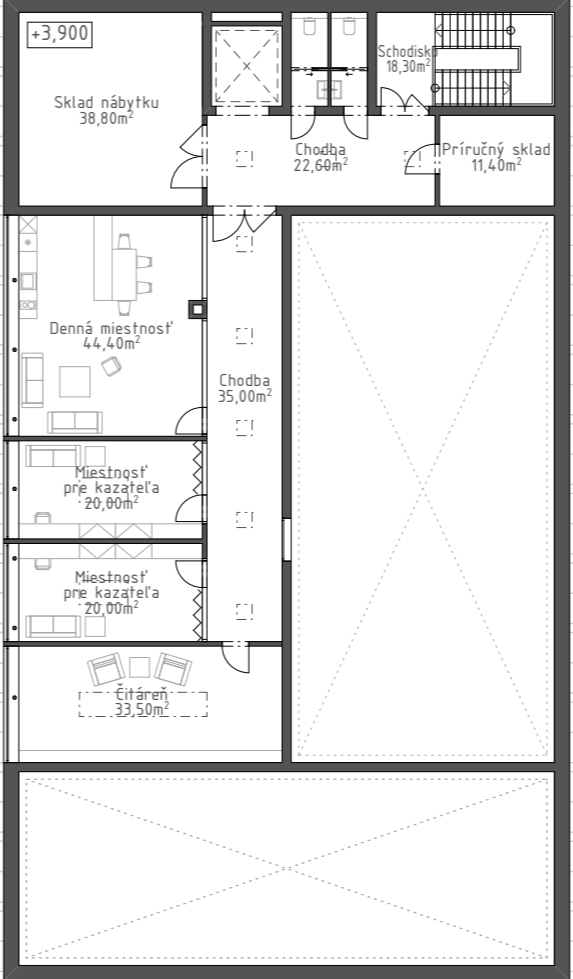 +3,900
Sklad nábytku
38,80m²
Schodisko
18,30m²
Chodba
22,60m²
Príručný sklad
11,40m²
Denná miestnosť
44,40m²
Chodba
35,00m²
Miestnosť
pre kazateľa
20,00m²
Miestnosť
pre kazateľa
20,00m²
Čitáreň
33,50m²